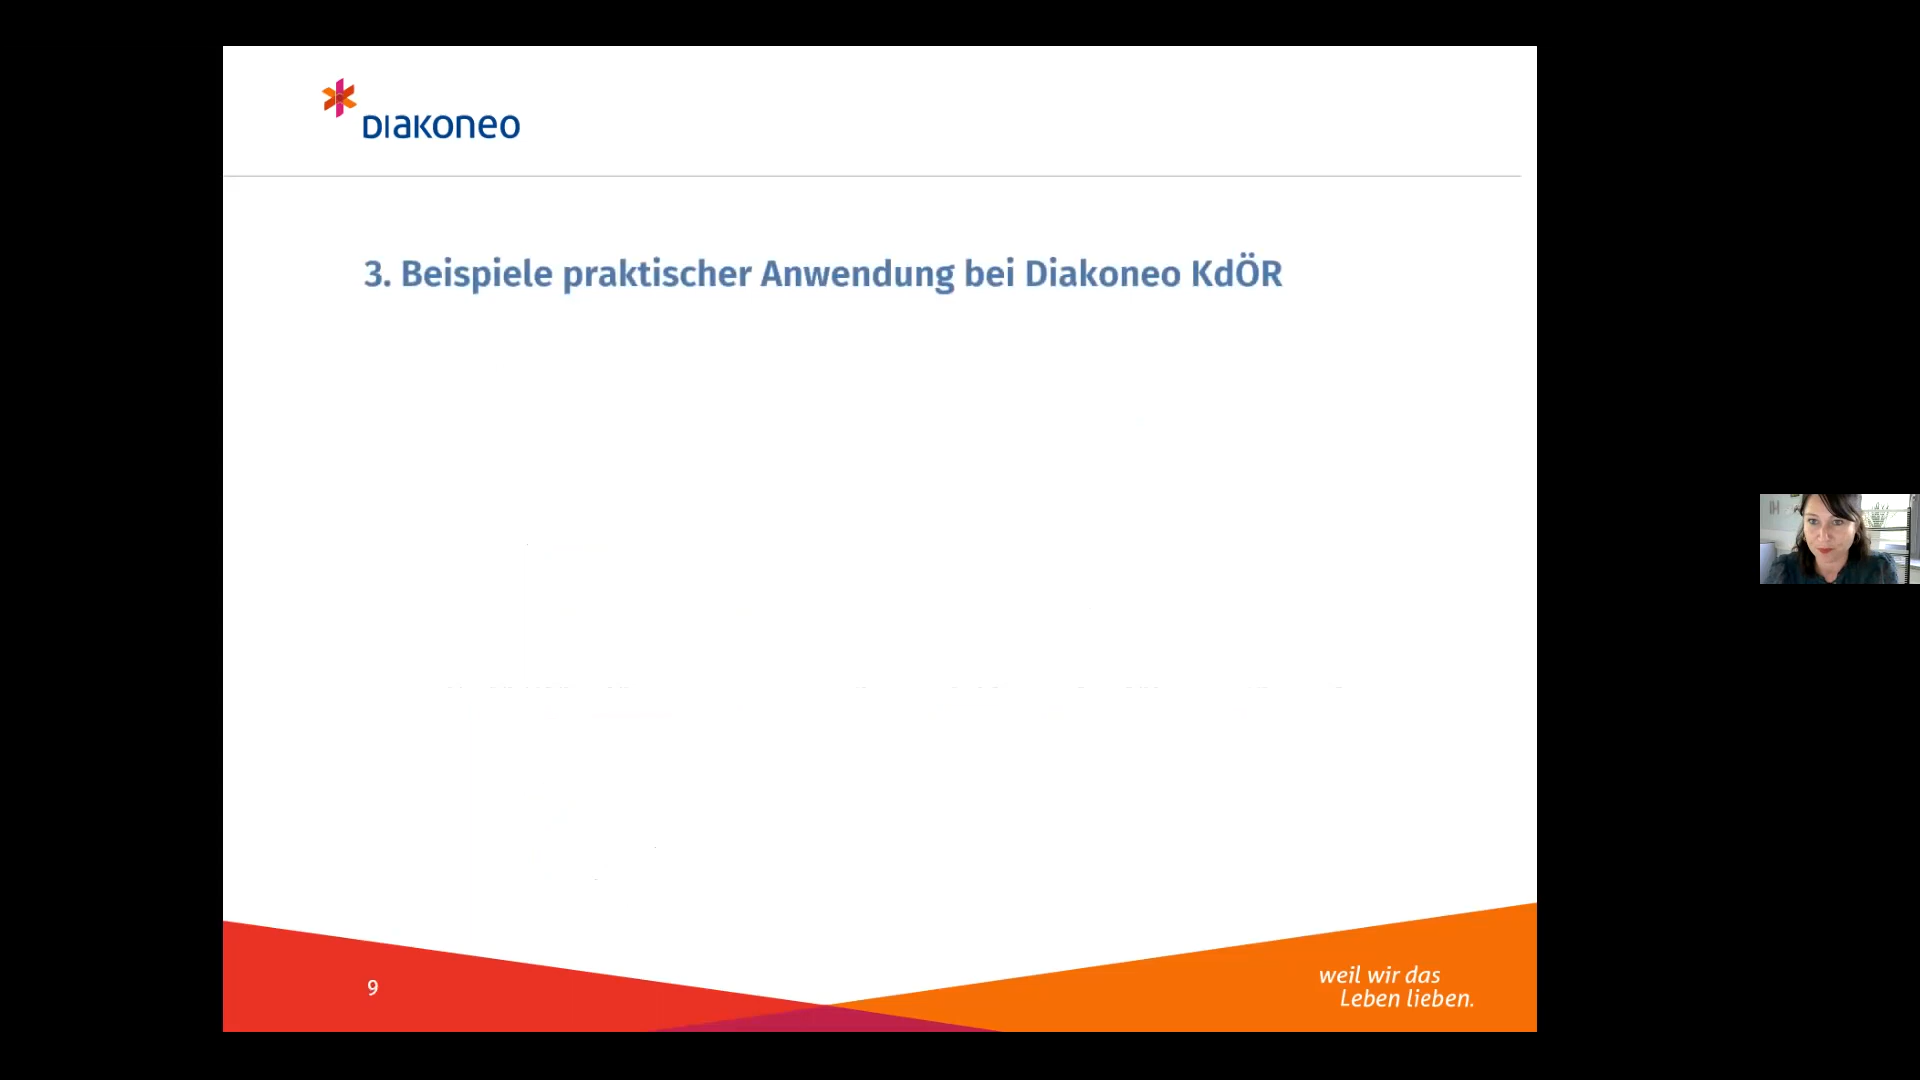 DIAKONEO
3. Beispiele praktischer Anwendung bei Diakoneo KdÖR
9
weil wir das
Leben lieben.